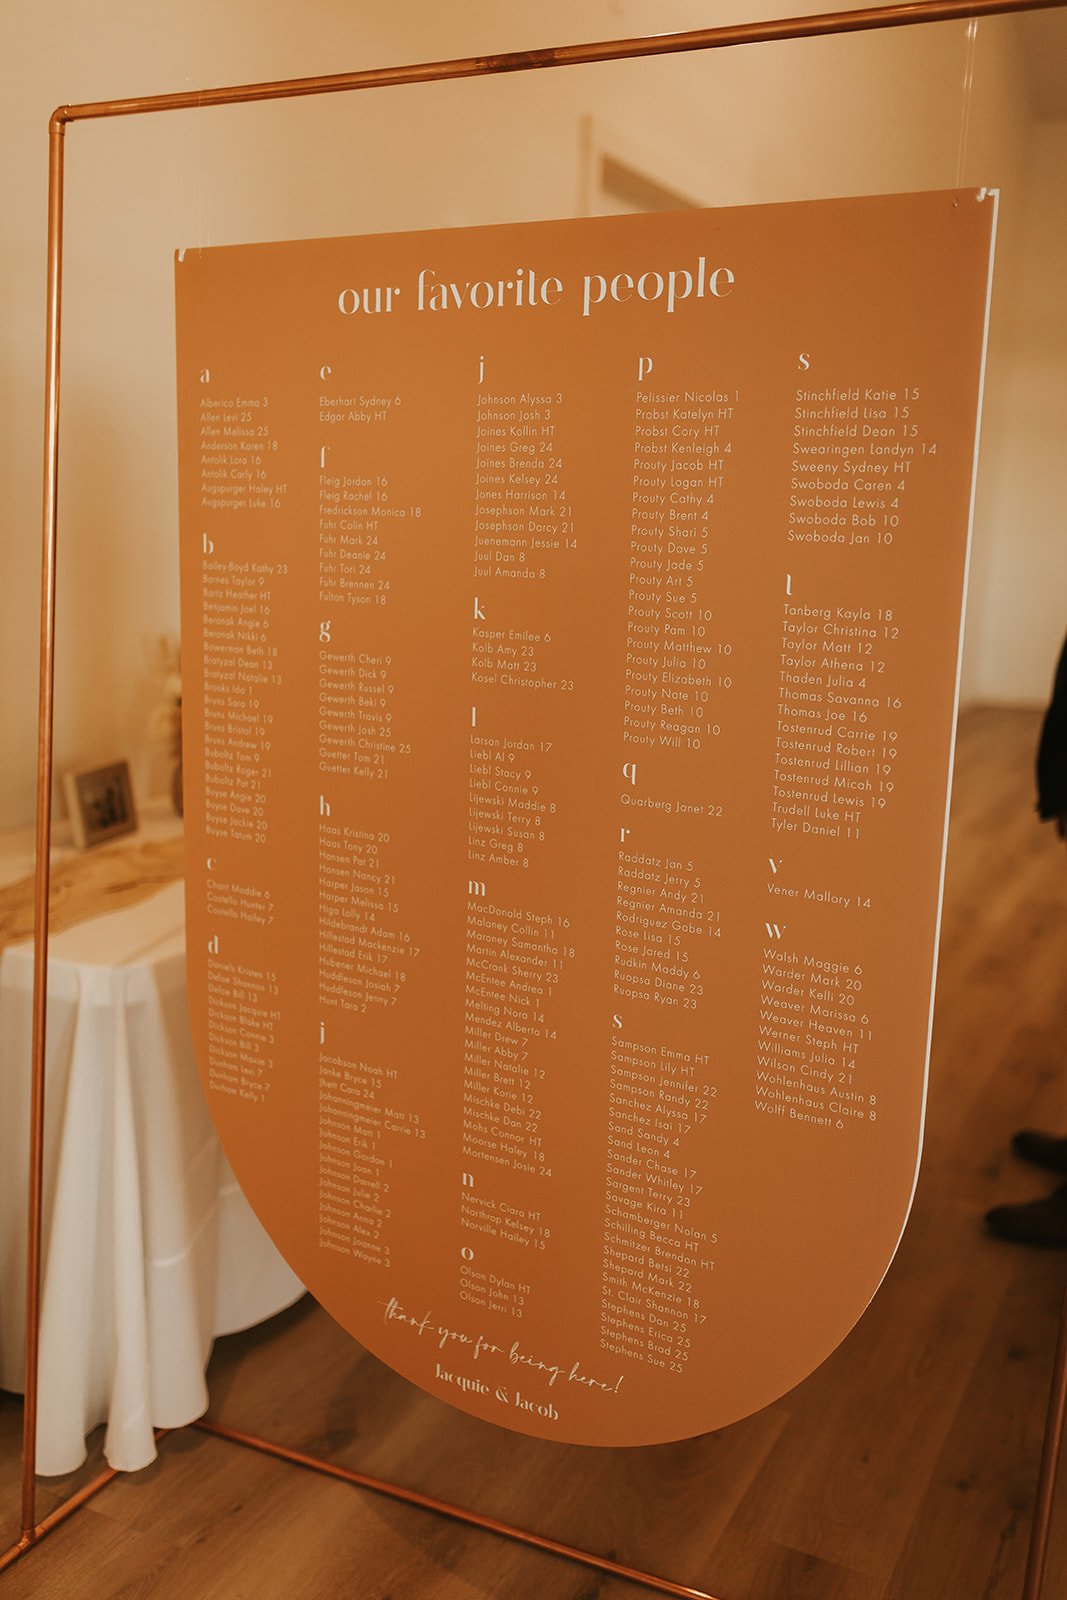 our favorite people
a
Alberico Emma 3
Allen Levi 25
Allen Melissa 25
Anderson Karen 18
Antolik Lora 16
Antolik Carly 16
Augspurger Haley HT
Augspurger Luke 16
b
Bailey-Boyd Kathy 23
Barnes Taylor 9
Bartz Heather HT
Benjamin Joel 16
Beranak Angie 6
Beranak Nikki 6
Bowerman Beth 18
Bratyzal Dean 13
Bratyzal Natalie 13
Brooks Ida 1
Bruns Sara 19
Bruns Michael 19
Bruns Bristol 19
Bruns Andrew 19
Buboltz Tom 9
Buboltz Roger 21
Buboltz Pat 21
Buyse Angie 20
Buyse Dave 20
Buyse Jackie 20
Buyse Tatum 20
c
Chant Maddie 6
Costello Hunter 7
Costello Hailey 7
d
Daniels Kristen 15
Defoe Shannon 13
Defoe Bill 13
Dickson Jacquie HT
Dickson Blake HT
Dickson Connie 3
Dickson Bill 3
Dickson Maxim 3
Dunham Levi 7
Dunham Bryce 7
Durham Kelly 1
e
Eberhart Sydney 6
Edgar Abby HT
f
Fleig Jordan 16
Fleig Rachel 16
Fredrickson Monica 18
Fuhr Colin HT
Fuhr Mark 24
Fuhr Deanie 24
Fuhr Tori 24
Fuhr Brennen 24
Fulton Tyson 18
g
Gewerth Cheri 9
Gewerth Dick 9
Gewerth Russel 9
Gewerth Beki 9
Gewerth Travis 9
Gewerth Josh 25
Gewerth Christine 25
Guetter Tom 21
Guetter Kelly 21
h
Haas Kristina 20
Haas Tony 20
Hansen Pat 21
Hansen Nancy 21
Harper Jason 15
Harper Melissa 15
Higa Lolly 14
Hildebrandt Adam 16
Hillestad Mackenzie 17
Hillestad Erik 17
Hubener Michael 18
Huddleson Josiah 7
Huddleson Jenny 7
Hunt Tara 2
j
Jacobson Noah HT
Janke Bryce 15
Jhett Cara 24
Johanningmeier Matt 13
Johanningmeier Carrie 13
Johnson Matt 1
Johnson Erik 1
Johnson Gordon 1
Johnson Joan 1
Johnson Darrell 2
Johnson Julie 2
Johnson Charlie 2
Johnson Anna 2
Johnson Alex 2
Johnson Joanne 3
Johnson Wayne 3
j
Johnson Alyssa 3
Johnson Josh 3
Joines Kollin HT
Joines Greg 24
Joines Brenda 24
Joines Kelsey 24
Jones Harrison 14
Josephson Mark 21
Josephson Darcy 21
Juenemann Jessie 14
Juul Dan 8
Juul Amanda 8
k
Kasper Emilee 6
Kolb Amy 23
Kolb Matt 23
Kosel Christopher 23
l
Larson Jordan 17
Liebl Al 9
Liebl Stacy 9
Liebl Connie 9
Lijewski Maddie 8
Lijewski Terry 8
Lijewski Susan 8
Linz Greg 8
Linz Amber 8
m
MacDonald Steph 16
Malaney Collin 11
Maroney Samantha 18
Martin Alexander 11
McCrank Sherry 23
McEntee Andrea 1
McEntee Nick 1
Melting Nora 14
Mendez Alberto 14
Miller Drew 7
Miller Abby 7
Miller Natalie 12
Miller Brett 12
Miller Korie 12
Mischke Debi 22
Mischke Dan 22
Mohs Connor HT
Moorse Haley 18
Mortensen Josie 24
n
Nervick Ciara HT
Northrop Kelsey 18
Norville Hailey 15
o
Olson Dylan HT
Olson John 13
Olson Jerri 13
p
Pelissier Nicolas 1
Probst Katelyn HT
Probst Cory HT
Probst Kenleigh 4
Prouty Jacob HT
Prouty Logan HT
Prouty Cathy 4
Prouty Brent 4
Prouty Shari 5
Prouty Dave 5
Prouty Jade 5
Prouty Art 5
Prouty Sue 5
Prouty Scott 10
Prouty Pam 10
Prouty Matthew 10
Prouty Julia 10
Prouty Elizabeth 10
Prouty Nate 10
Prouty Beth 10
Prouty Reagan 10
Prouty Will 10
q
Quarberg Janet 22
r
Raddatz Jan 5
Raddatz Jerry 5
Regnier Andy 21
Regnier Amanda 21
Rodriguez Gabe 14
Rose Lisa 15
Rose Jared 15
Rudkin Maddy 6
Ruopsa Diane 23
Ruopsa Ryan 23
s
Sampson Emma HT
Sampson Lily HT
Sampson Jennifer 22
Sampson Randy 22
Sanchez Alyssa 17
Sanchez Isai 17
Sand Sandy 4
Sand Leon 4
Sander Chase 17
Sander Whitley 17
Sargent Terry 23
Savage Kira 11
Schamberger Nolan 5
Schilling Becca HT
Schmitzer Brendon HT
Shepard Betsi 22
Shepard Mark 22
Smith McKenzie 18
St. Clair Shannon 17
Stephens Dan 25
Stephens Erica 25
Stephens Brad 25
Stephens Sue 25
s
Stinchfield Katie 15
Stinchfield Lisa 15
Stinchfield Dean 15
Swearingen Landyn 14
Sweeny Sydney HT
Swoboda Caren 4
Swoboda Lewis 4
Swoboda Bob 10
Swoboda Jan 10
t
Tanberg Kayla 18
Taylor Christina 12
Taylor Matt 12
Taylor Athena 12
Thaden Julia 4
Thomas Savanna 16
Thomas Joe 16
Tostenrud Carrie 19
Tostenrud Robert 19
Tostenrud Lillian 19
Tostenrud Micah 19
Tostenrud Lewis 19
Trudell Luke HT
Tyler Daniel 11
v
Vener Mallory 14
w
Walsh Maggie 6
Warder Mark 20
Warder Kelli 20
Weaver Marissa 6
Weaver Heaven 11
Werner Steph HT
Williams Julia 14
Wilson Cindy 21
Wohlenhaus Austin 8
Wohlenhaus Claire 8
Wolff Bennett 6
thank you for being here!
Jacquie & Jacob